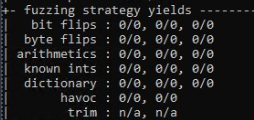 +- fuzzing strategy yields --------
| bit flips : 0/0, 0/0, 0/0
| byte flips : 0/0, 0/0, 0/0
| arithmetics : 0/0, 0/0, 0/0
| known ints : 0/0, 0/0, 0/0
| dictionary : 0/0, 0/0, 0/0
| havoc : 0/0, 0/0
| trim : n/a, n/a